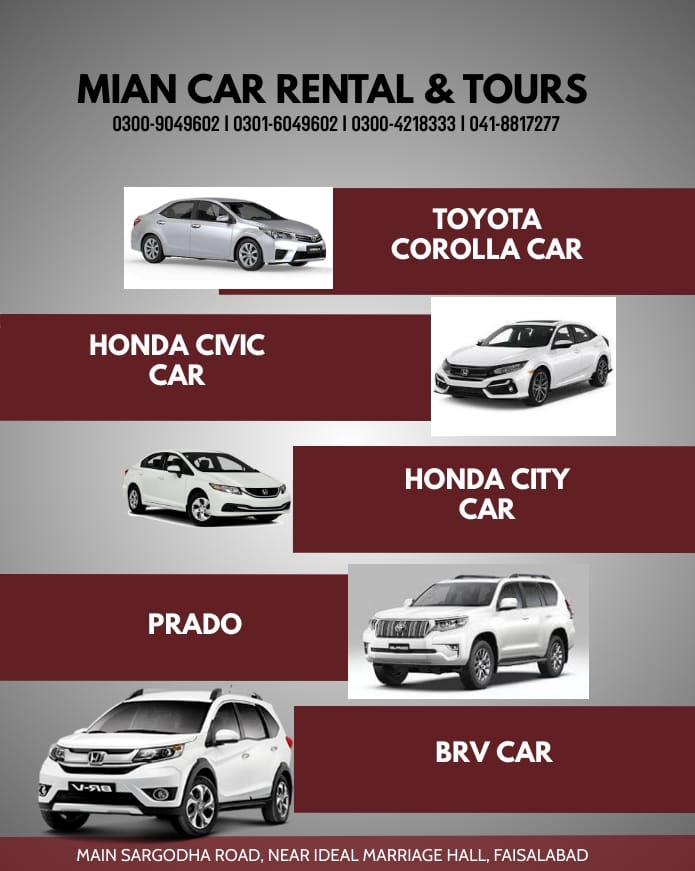 MIAN CAR RENTAL & TOURS
0300-9049602 | 0301-6049602 | 0300-4218333 | 041-8817277
TOYOTA
COROLLA CAR
HONDA CIVIC
CAR
HONDA CITY
CAR
PRADO
BR-V
BRV CAR
MAIN SARGODHA ROAD, NEAR IDEAL MARRIAGE HALL, FAISALABAD